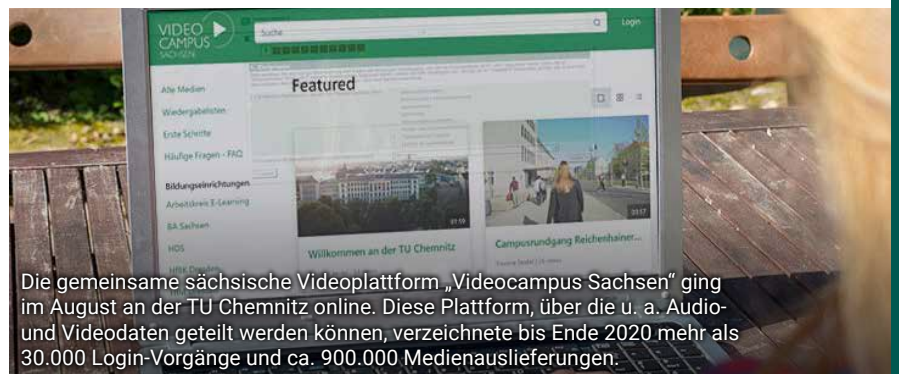 VIDEO
CAMPUS
SACHSEN
Suche
Login
Alle Medien
Wiedergabelisten
Erste Schritte
Häufige Fragen - FAQ
Bildungseinrichtungen
Arbeitskreis E-Learning
BA Sachsen
HDS
Featured
01:59
Willkommen an der TU Chemnitz
01:57
Campusrundgang Reichenhainer...
Die gemeinsame sächsische Videoplattform „Videocampus Sachsen“ ging
im August an der TU Chemnitz online. Diese Plattform, über die u. a. Audio-
und Videodaten geteilt werden können, verzeichnete bis Ende 2020 mehr als
30.000 Login-Vorgänge und ca. 900.000 Medienauslieferungen.